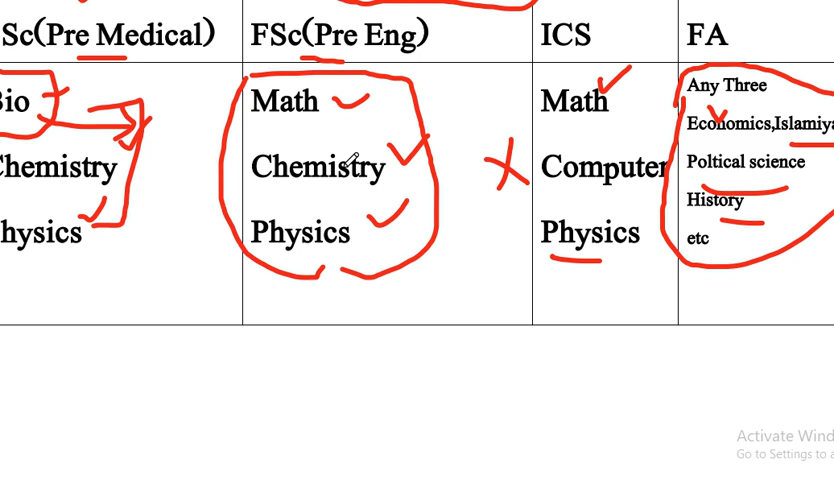 Sc(Pre Medical) FSc(Pre Eng) ICS FA
Bio Math Math Any Three
Economics,Islamiya
Chemistry Chemistry Computer Poltical science
History
hysics Physics Physics etc
Activate Wind
Go to Settings to a